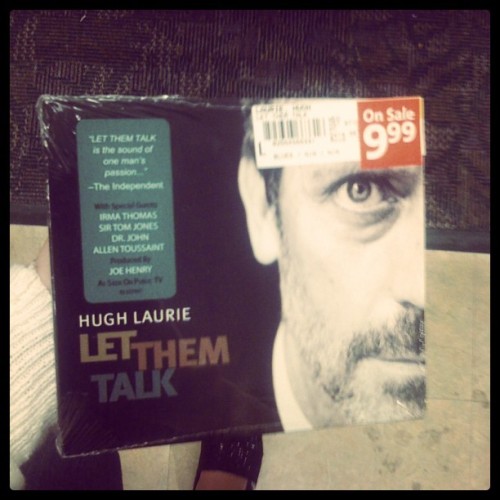 LAURIE, HUGH
LET THEM TALK
On Sale
9.99
"LET THEM TALK
is the sound of
one man's
passion..."
–The Independent
With Special Guests
IRMA THOMAS
SIR TOM JONES
DR. JOHN
ALLEN TOUSSAINT
Produced By
JOE HENRY
As Seen On Public TV
HUGH LAURIE
LET THEM
TALK